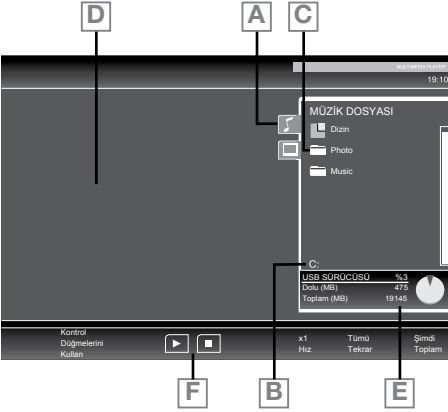 D A C
MULTIMEDIA PLAYER
19:10
MÜZİK DOSYASI
Dizin
Photo
Music
C:
USB SÜRÜCÜSÜ %3
Dolu (MB) 475
Toplam (MB) 19145
Kontrol
Düğmelerini
Kullan
x1 Tümü Şimdi
Hız Tekrar Toplam
F B E